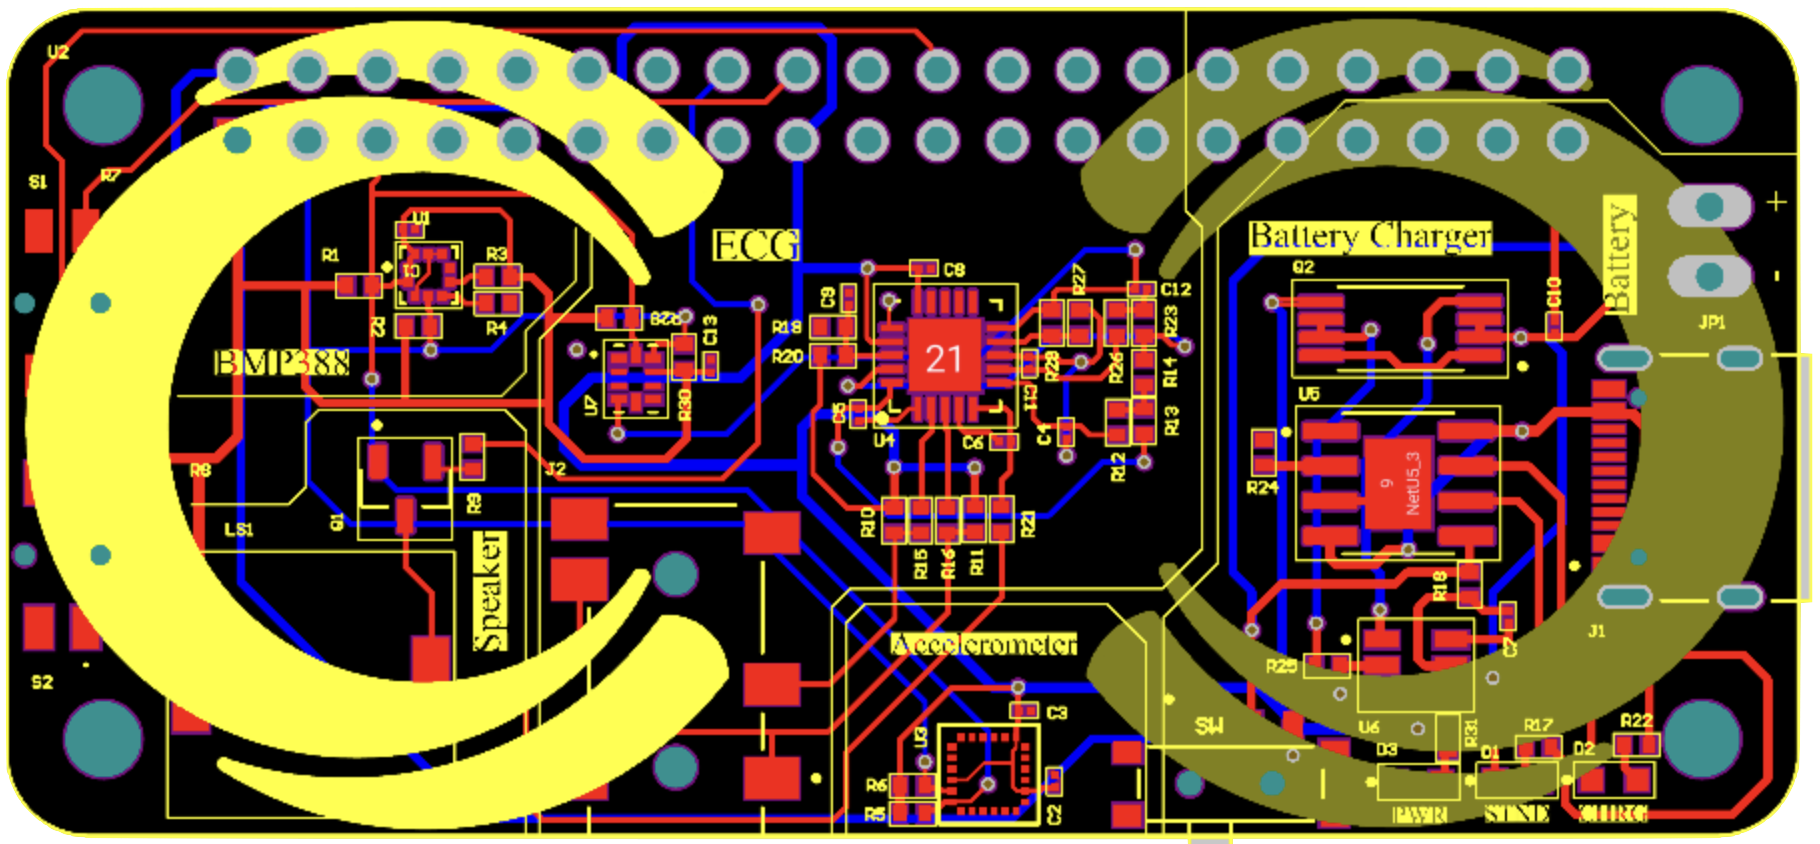 U2
S1
R7
U1
R1
C1
R3
R2
R4
BMP388
ECG
Battery Charger
Battery
+
-
JP1
C8
C9
R27
C12
R18
R20
R23
21
R28
R26
R14
C11
C13
U7
R30
C5
U4
C6
C4
R13
R12
Q2
C10
U5
9
NetU5_3
R24
R8
J2
R9
Q1
LS1
Speaker
R10
R15
R16
R11
R21
R18
C7
J1
R25
Accelerometer
S2
U3
C3
R6
R5
C2
SW
U6
R31
R17
R22
D3
D1
D2
PWR
STND
CHRG